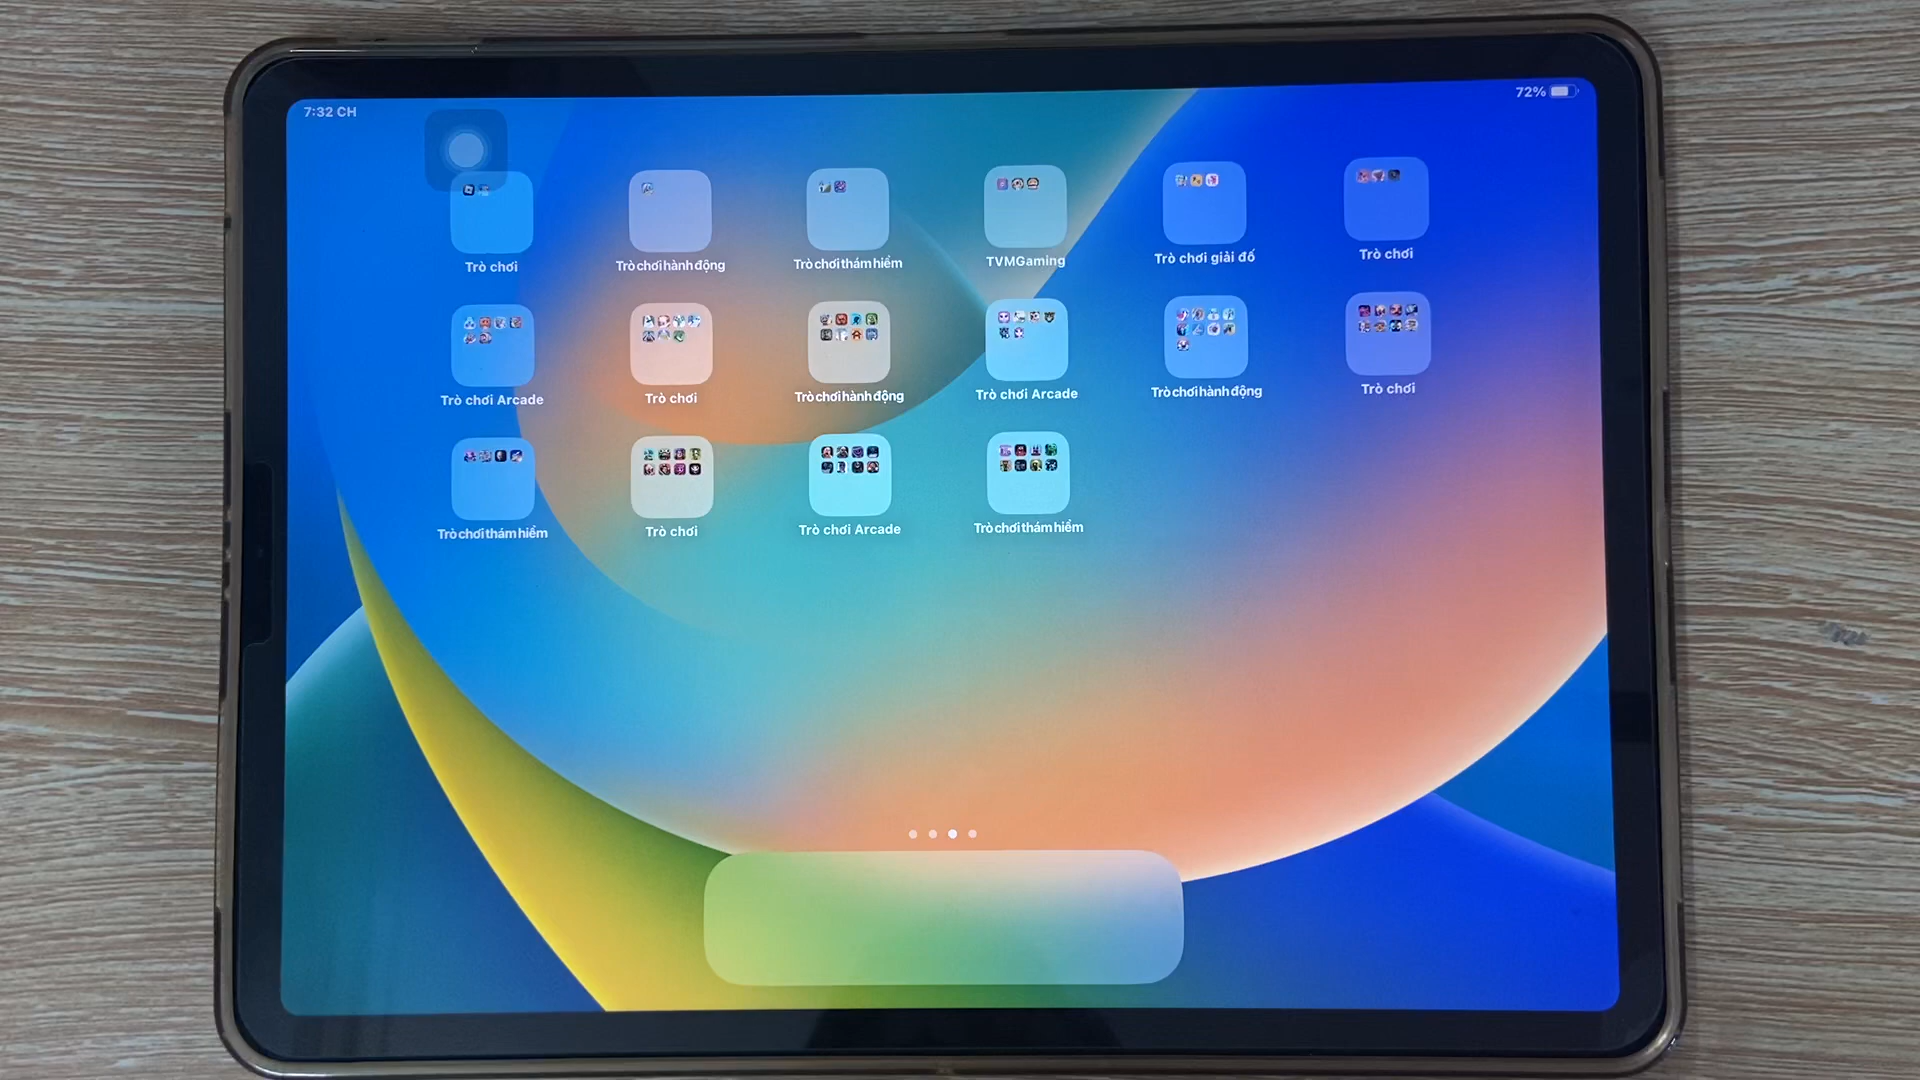 7:32 CH
72%
Trò chơi
Trò chơi hành động
Trò chơi thám hiểm
TVMGaming
Trò chơi giải đố
Trò chơi
Trò chơi Arcade
Trò chơi
Trò chơi hành động
Trò chơi Arcade
Trò chơi hành động
Trò chơi
Trò chơi thám hiểm
Trò chơi
Trò chơi Arcade
Trò chơi thám hiểm